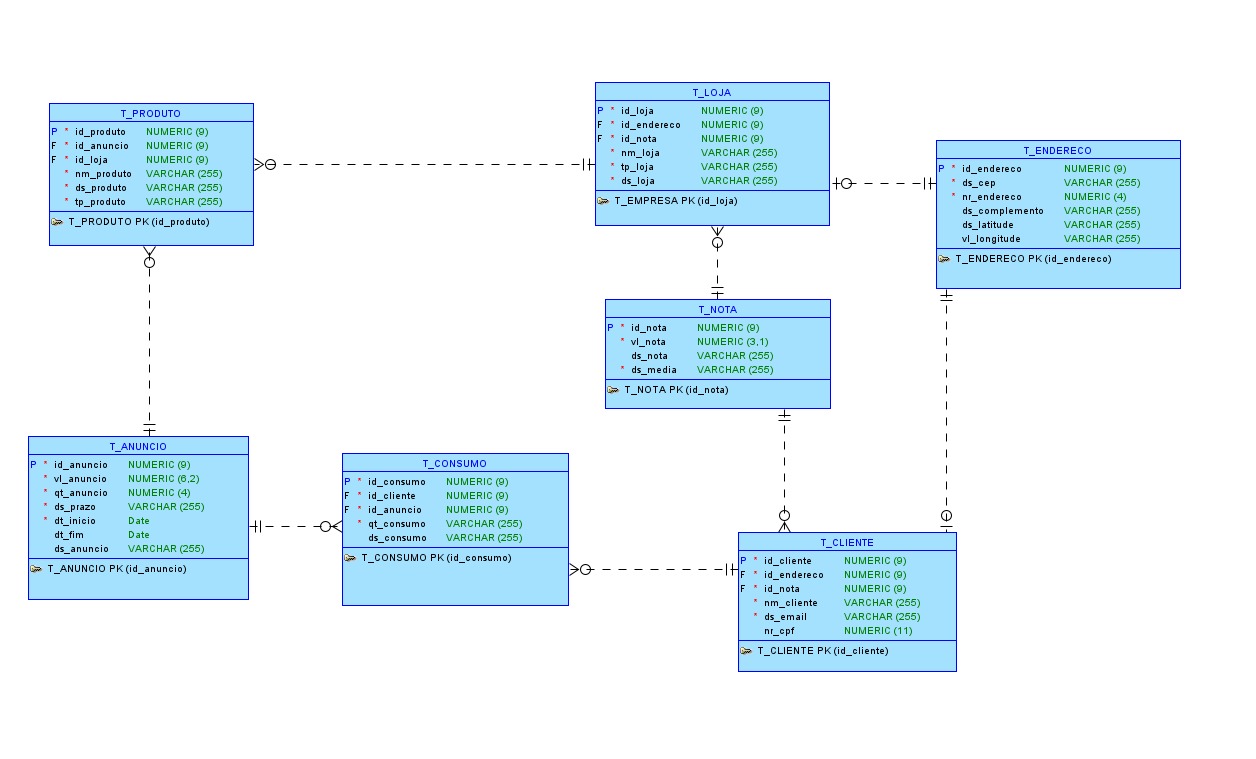 T_PRODUTO
P * id_produto NUMERIC (9)
F * id_anuncio NUMERIC (9)
F * id_loja NUMERIC (9)
* nm_produto VARCHAR (255)
* ds_produto VARCHAR (255)
* tp_produto VARCHAR (255)
T_PRODUTO PK (id_produto)
T_LOJA
P * id_loja NUMERIC (9)
F * id_endereco NUMERIC (9)
F * id_nota NUMERIC (9)
* nm_loja VARCHAR (255)
* tp_loja VARCHAR (255)
* ds_loja VARCHAR (255)
T_EMPRESA PK (id_loja)
T_ENDERECO
P * id_endereco NUMERIC (9)
* ds_cep VARCHAR (255)
* nr_endereco NUMERIC (4)
ds_complemento VARCHAR (255)
ds_latitude VARCHAR (255)
vl_longitude VARCHAR (255)
T_ENDERECO PK (id_endereco)
T_NOTA
P * id_nota NUMERIC (9)
* vl_nota NUMERIC (3,1)
ds_nota VARCHAR (255)
* ds_media VARCHAR (255)
T_NOTA PK (id_nota)
T_ANUNCIO
P * id_anuncio NUMERIC (9)
* vl_anuncio NUMERIC (6,2)
* qt_anuncio NUMERIC (4)
* ds_prazo VARCHAR (255)
* dt_inicio Date
dt_fim Date
ds_anuncio VARCHAR (255)
T_ANUNCIO PK (id_anuncio)
T_CONSUMO
P * id_consumo NUMERIC (9)
F * id_cliente NUMERIC (9)
F * id_anuncio NUMERIC (9)
* qt_consumo VARCHAR (255)
ds_consumo VARCHAR (255)
T_CONSUMO PK (id_consumo)
T_CLIENTE
P * id_cliente NUMERIC (9)
F * id_endereco NUMERIC (9)
F * id_nota NUMERIC (9)
* nm_cliente VARCHAR (255)
* ds_email VARCHAR (255)
nr_cpf NUMERIC (11)
T_CLIENTE PK (id_cliente)